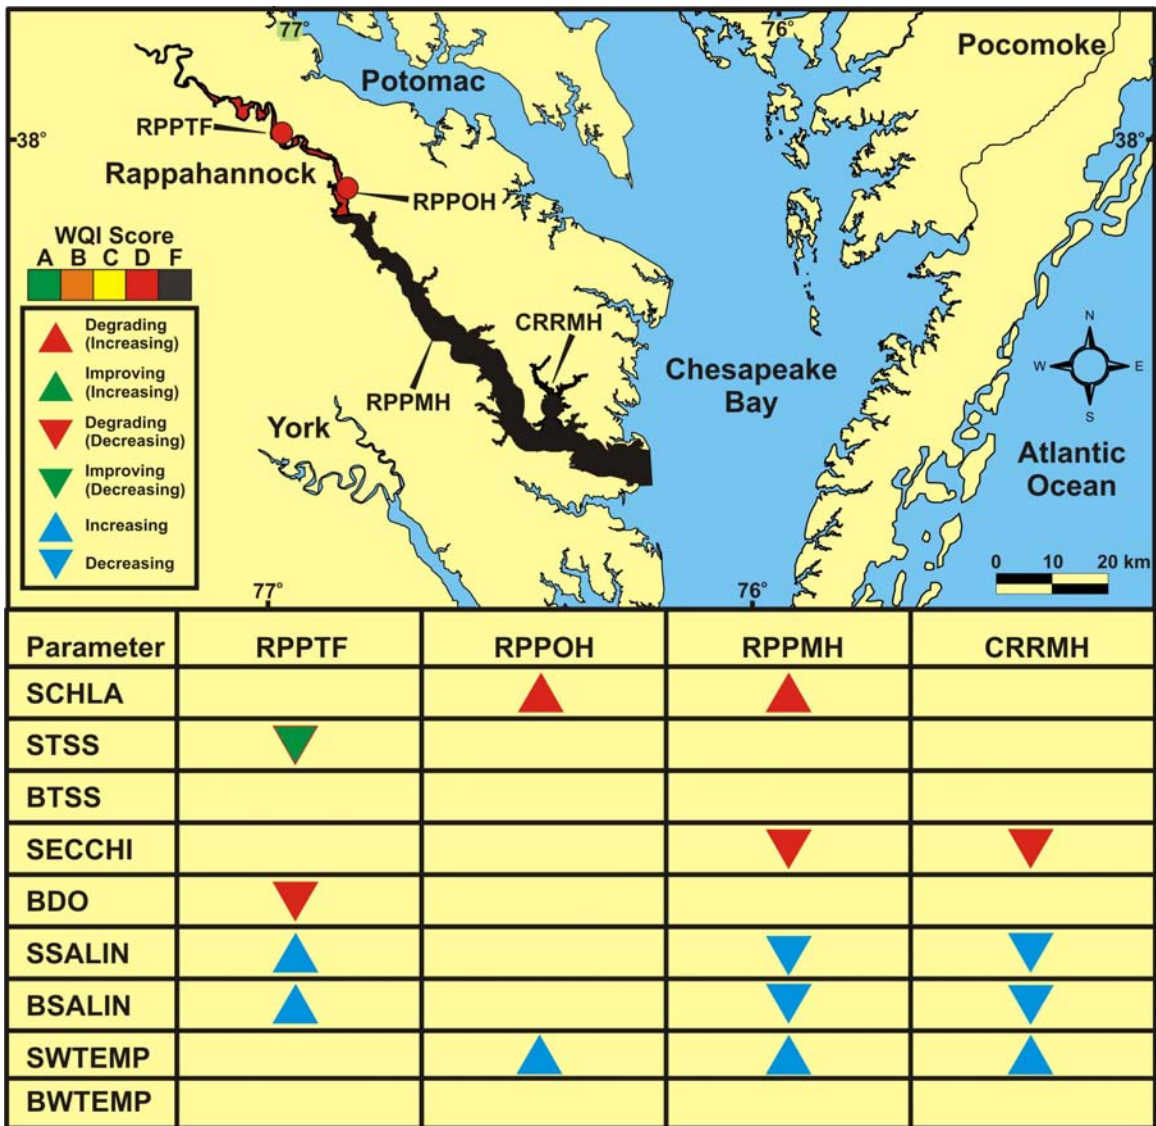 77°
76°
Pocomoke
Potomac
RPPTF
38°
38°
Rappahannock
RPPOH
WQI Score
A B C D F
Degrading
(Increasing)
Improving
(Increasing)
Degrading
(Decreasing)
Improving
(Decreasing)
Increasing
Decreasing
CRRMH
RPPMH
York
Chesapeake
Bay
N
W E
S
Atlantic
Ocean
0 10 20 km
77°
76°
Parameter RPPTF RPPOH RPPMH CRRMH
SCHLA
STSS
BTSS
SECCHI
BDO
SSALIN
BSALIN
SWTEMP
BWTEMP